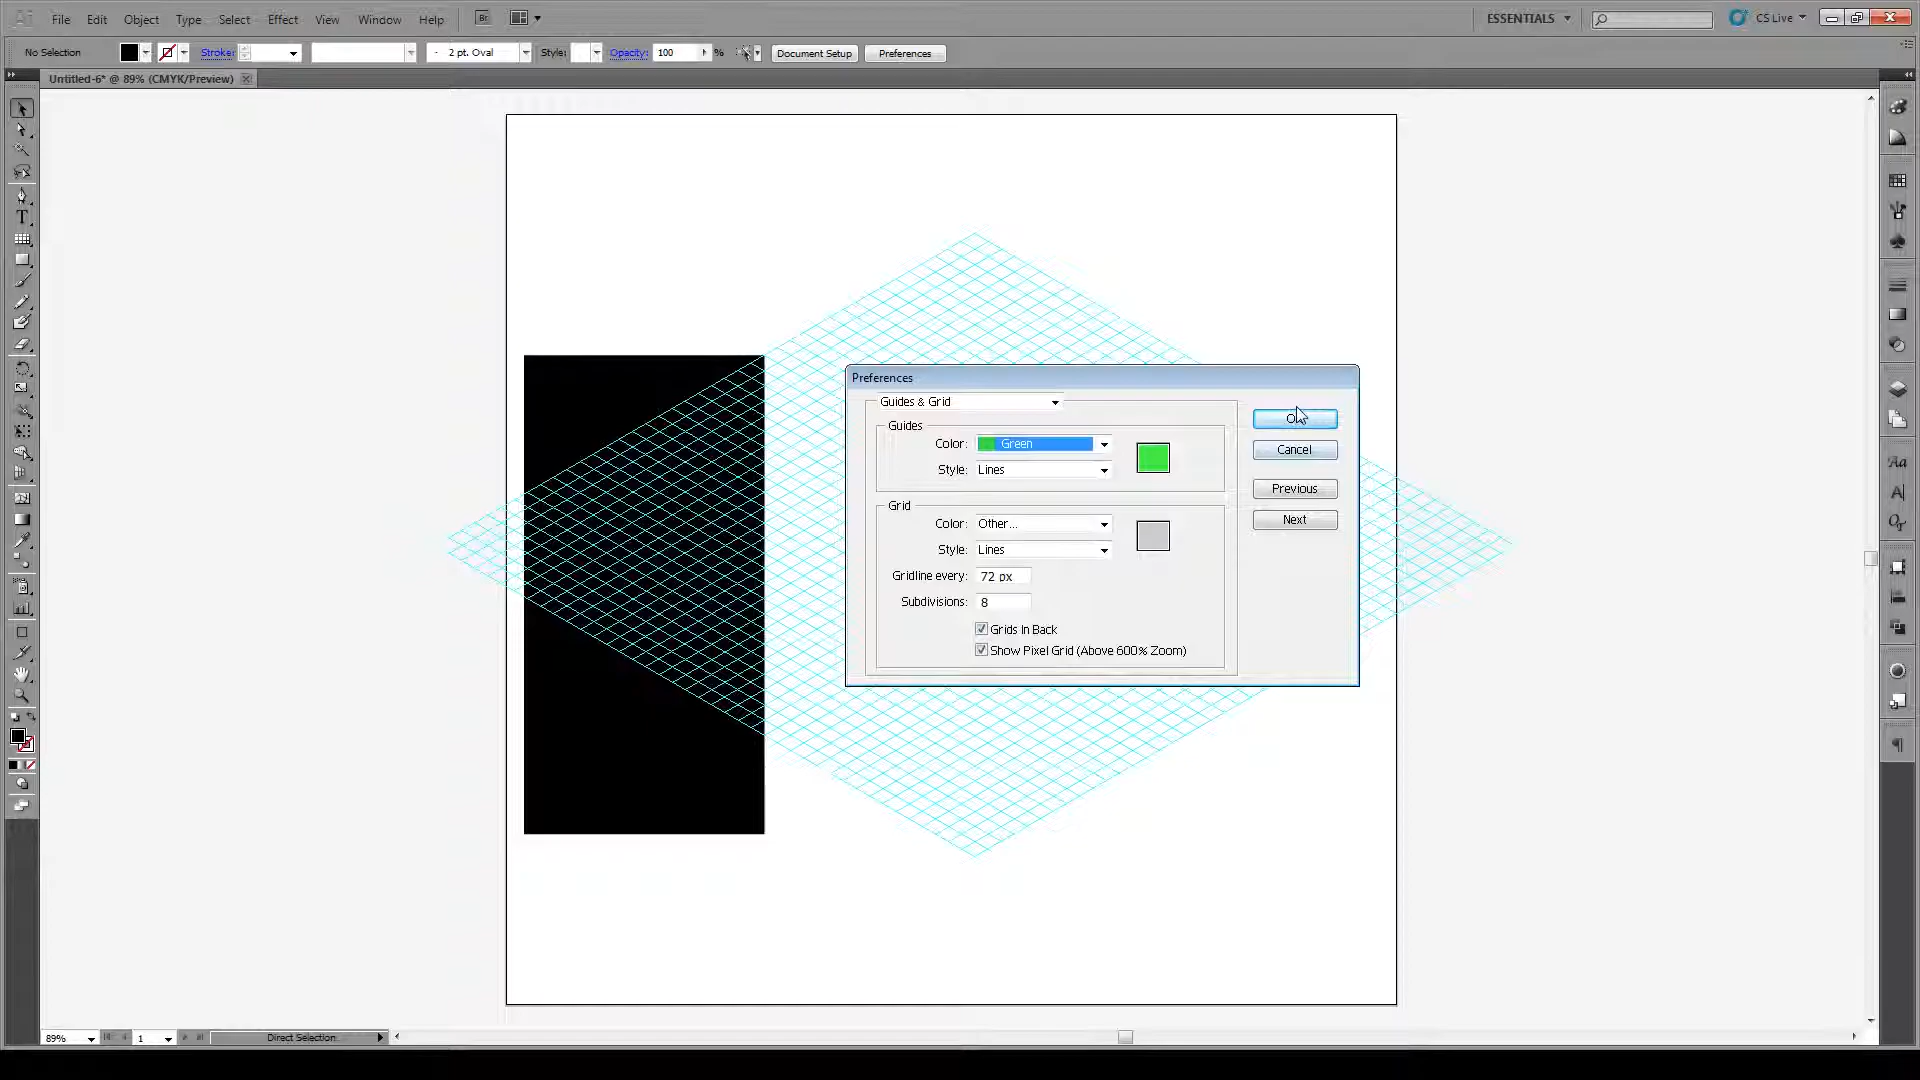 File Edit Object Type Select Effect View Window Help Br ESSENTIALS CS Live
No Selection Stroke: 2 pt. Oval Style: Opacity: 100 % Document Setup Preferences
Untitled-6* @ 89% (CMYK/Preview)
Preferences
Guides & Grid
Guides
Color: Green
Style: Lines
Cancel
Previous
Next
Grid
Color: Other...
Style: Lines
Gridline every: 72 px
Subdivisions: 8
Grids In Back
Show Pixel Grid (Above 600% Zoom)
89% 1 Direct Selection